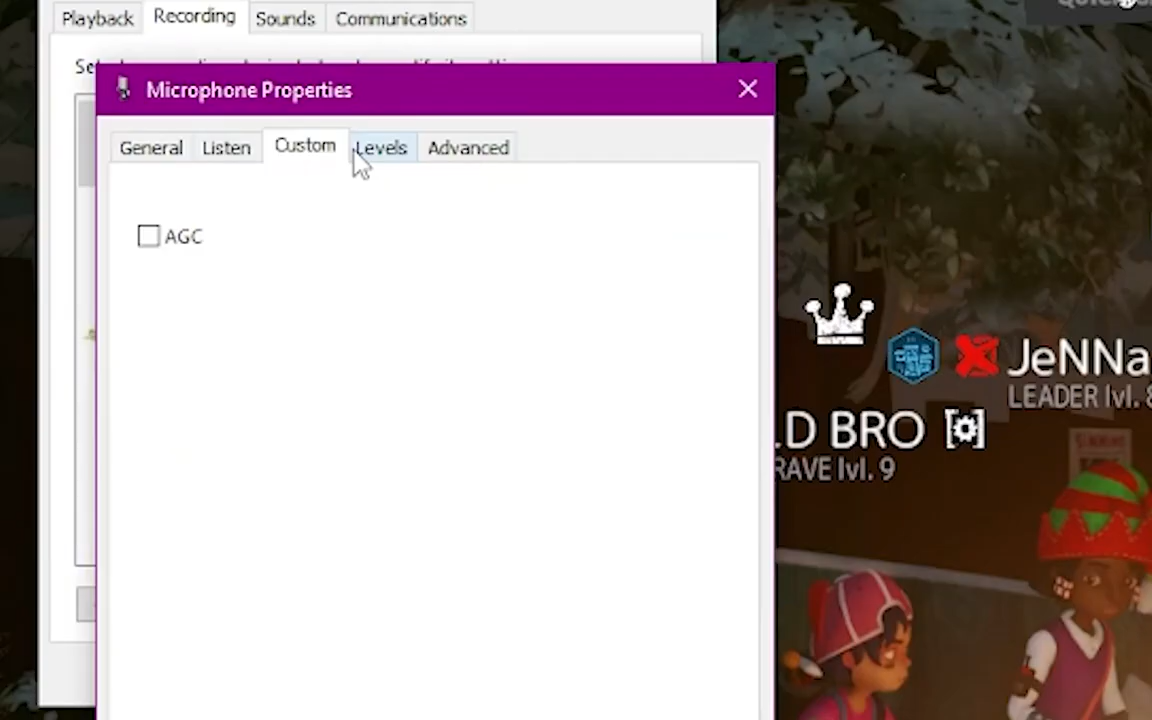 Playback Recording Sounds Communications
Microphone Properties
General Listen Custom Levels Advanced
AGC
JeNNa
LEADER lvl. 8
LD BRO
RAVE lvl. 9